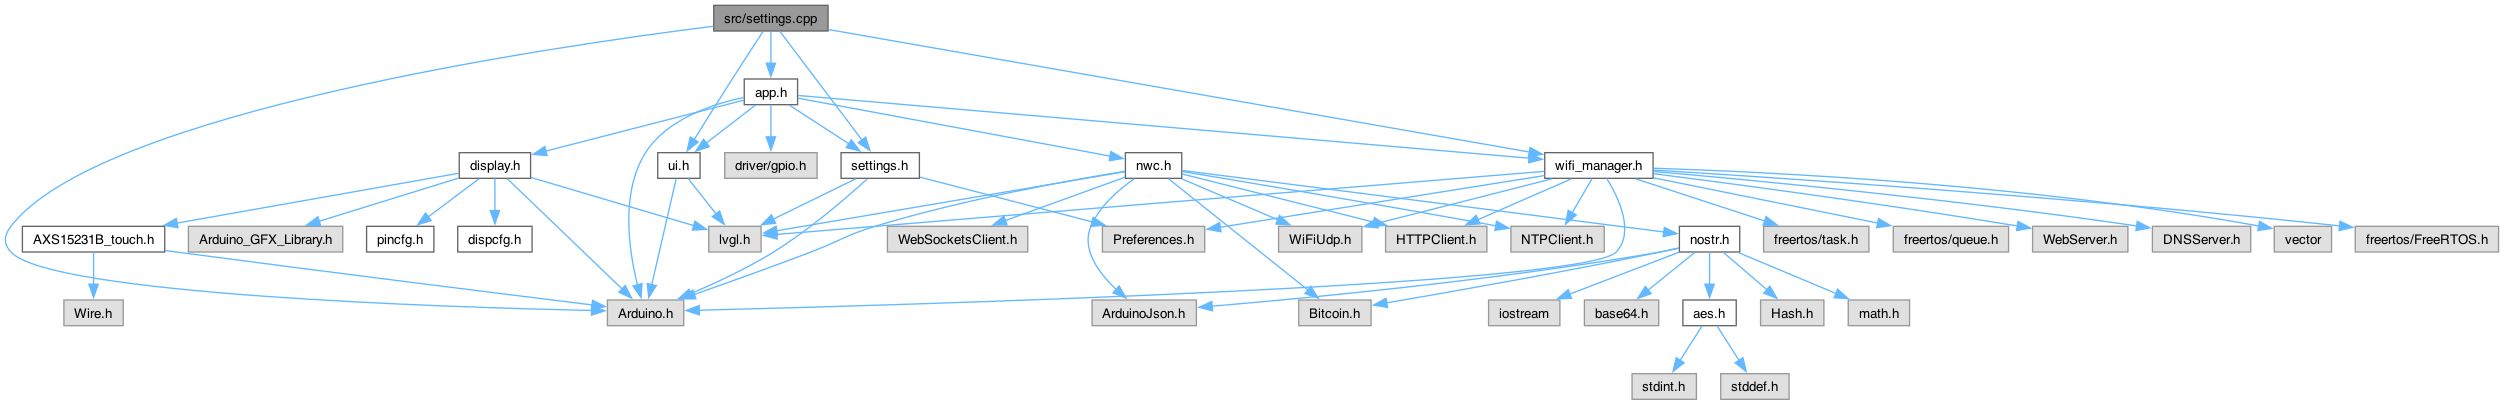 src/settings.cpp
app.h
display.h
ui.h
driver/gpio.h
settings.h
nwc.h
wifi_manager.h
AXS15231B_touch.h
Arduino_GFX_Library.h
pincfg.h
dispcfg.h
lvgl.h
WebSocketsClient.h
Preferences.h
WiFiUdp.h
HTTPClient.h
NTPClient.h
nostr.h
freertos/task.h
freertos/queue.h
WebServer.h
DNSServer.h
vector
freertos/FreeRTOS.h
Wire.h
Arduino.h
ArduinoJson.h
Bitcoin.h
iostream
base64.h
aes.h
Hash.h
math.h
stdint.h
stddef.h